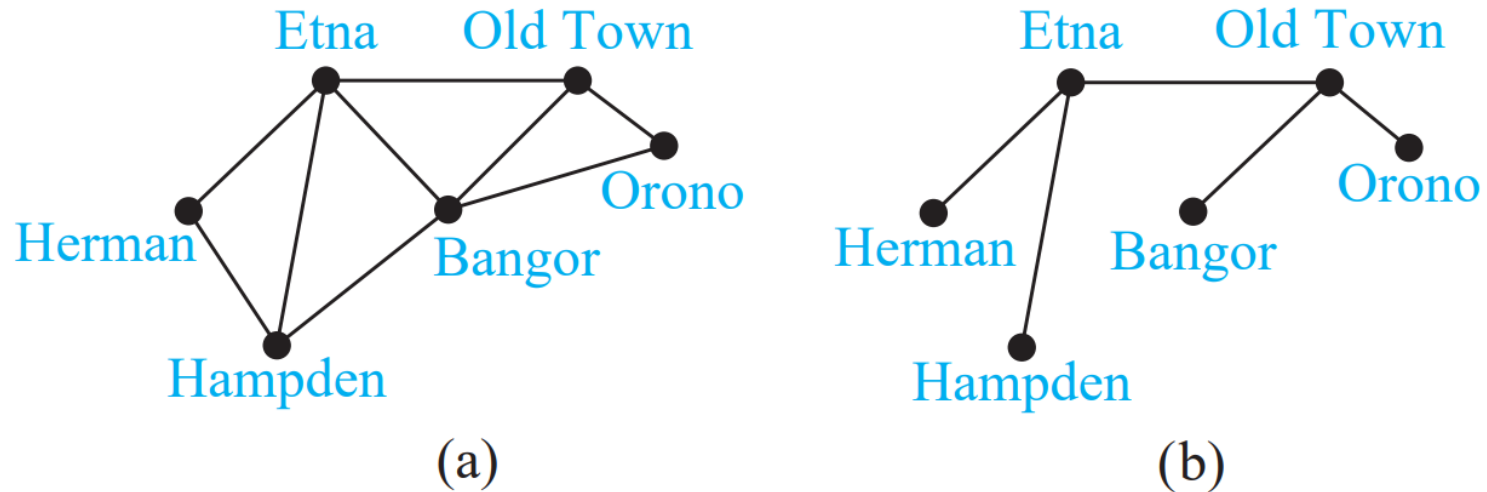 Etna Old Town
Orono
Herman
Bangor
Hampden
(a)
Etna Old Town
Orono
Herman
Bangor
Hampden
(b)